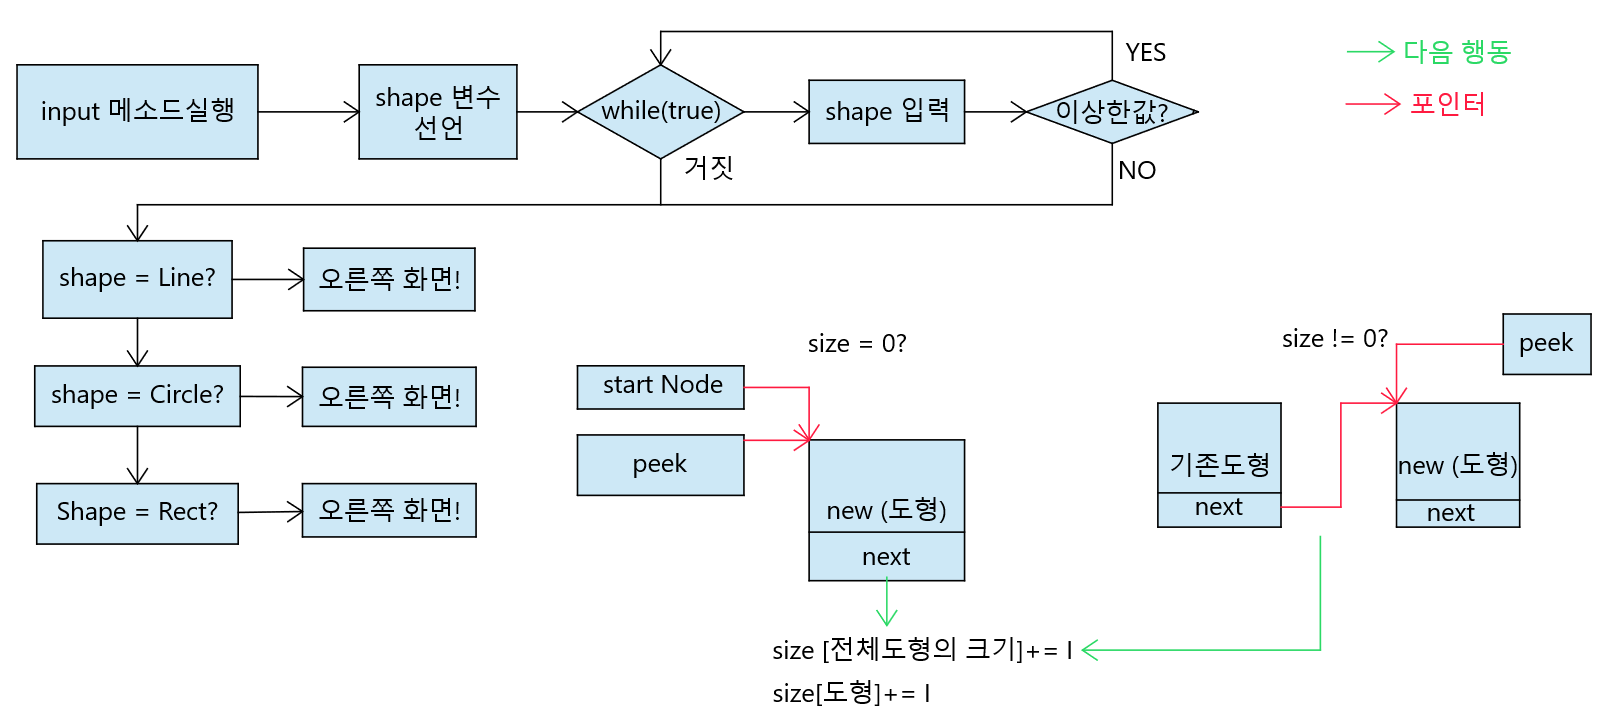 input 메소드실행
shape 변수
선언
while(true)
거짓
shape 입력
이상한값?
YES
NO
다음 행동
포인터
shape = Line?
오른쪽 화면!
shape = Circle?
오른쪽 화면!
Shape = Rect?
오른쪽 화면!
size = 0?
start Node
peek
new (도형)
next
size != 0?
peek
기존도형
next
new (도형)
next
size [전체도형의 크기]+= I
size[도형]+= I